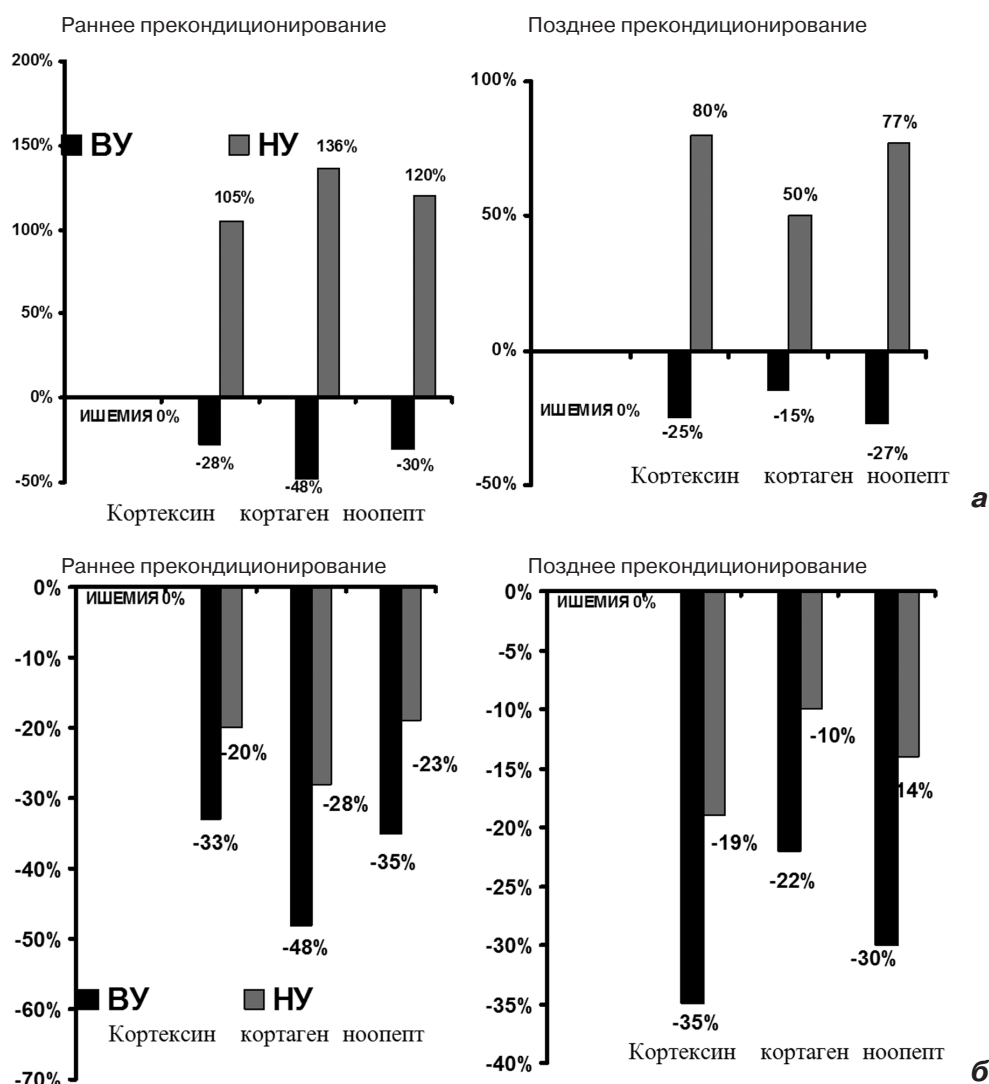 Раннее прекондиционирование
200%
150%
100%
50%
0%
-50%
ВУ
НУ
105%
136%
120%
ИШЕМИЯ 0%
-28%
-48%
-30%
Кортексин кортаген ноопепт
Позднее прекондиционирование
100%
50%
0%
-50%
80%
50%
77%
ИШЕМИЯ 0%
-25%
-15%
-27%
Кортексин кортаген ноопепт
а
Раннее прекондиционирование
0%
-10%
-20%
-30%
-40%
-50%
-60%
-70%
ИШЕМИЯ 0%
-20%
-23%
-28%
-33%
-35%
-48%
ВУ
НУ
Кортексин кортаген ноопепт
Позднее прекондиционирование
0%
-5%
-10%
-15%
-20%
-25%
-30%
-35%
-40%
ИШЕМИЯ 0%
-10%
14%
-19%
-22%
-30%
-35%
Кортексин кортаген ноопепт
б